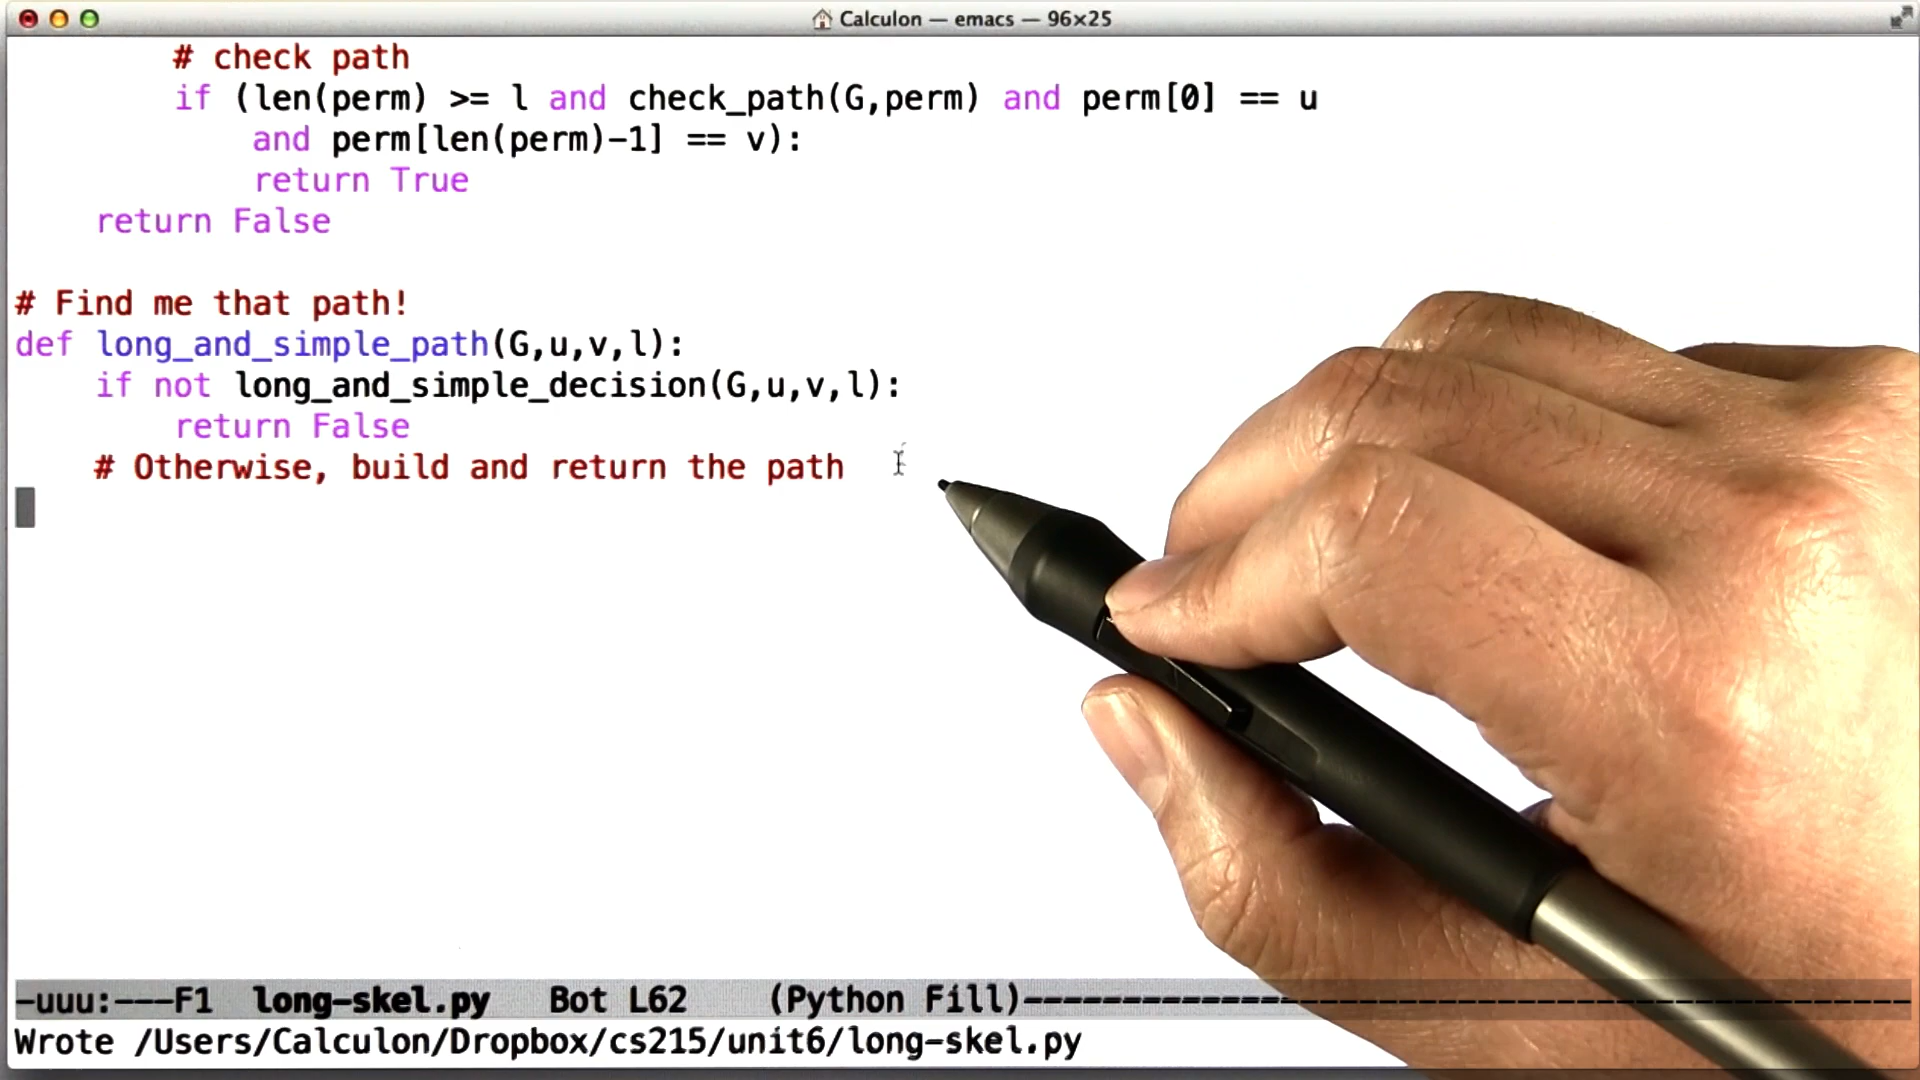 Calculon — emacs — 96×25
        # check path
        if (len(perm) >= l and check_path(G,perm) and perm[0] == u
            and perm[len(perm)-1] == v):
            return True
    return False

# Find me that path!
def long_and_simple_path(G,u,v,l):
    if not long_and_simple_decision(G,u,v,l):
        return False
    # Otherwise, build and return the path
-uuu:---F1  long-skel.py   Bot L62    (Python Fill)----------------------------------------------
Wrote /Users/Calculon/Dropbox/cs215/unit6/long-skel.py